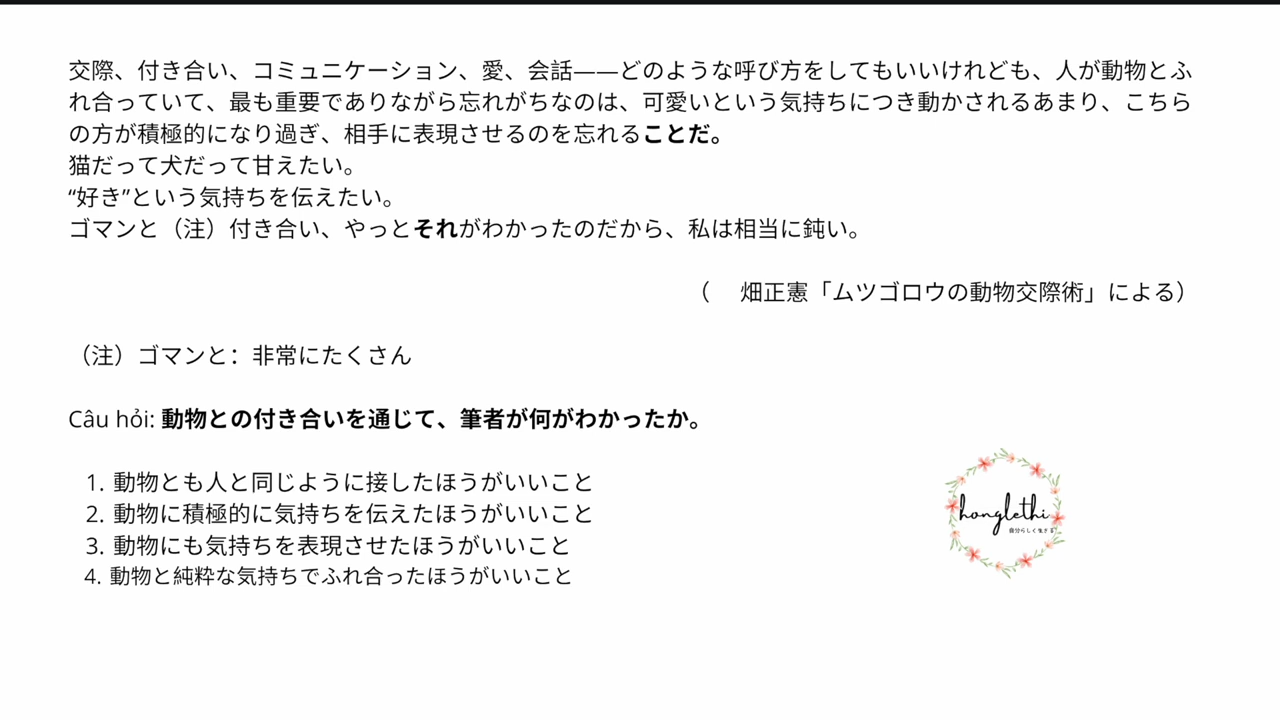 交際、付き合い、コミュニケーション、愛、会話——どのような呼び方をしてもいいけれども、人が動物とふ
れ合っていて、最も重要でありながら忘れがちなのは、可愛いという気持ちにつき動かされるあまり、こちら
の方が積極的になり過ぎ、相手に表現させるのを忘れることだ。
猫だって犬だって甘えたい。
“好き”という気持ちを伝えたい。
ゴマンと（注）付き合い、やっとそれがわかったのだから、私は相当に鈍い。
（　畑正憲「ムツゴロウの動物交際術」による）
（注）ゴマンと：非常にたくさん
Câu hỏi: 動物との付き合いを通じて、筆者が何がわかったか。
1. 動物とも人と同じように接したほうがいいこと
2. 動物に積極的に気持ちを伝えたほうがいいこと
3. 動物にも気持ちを表現させたほうがいいこと
4. 動物と純粋な気持ちでふれ合ったほうがいいこと
honglethi
自分らしく生きる